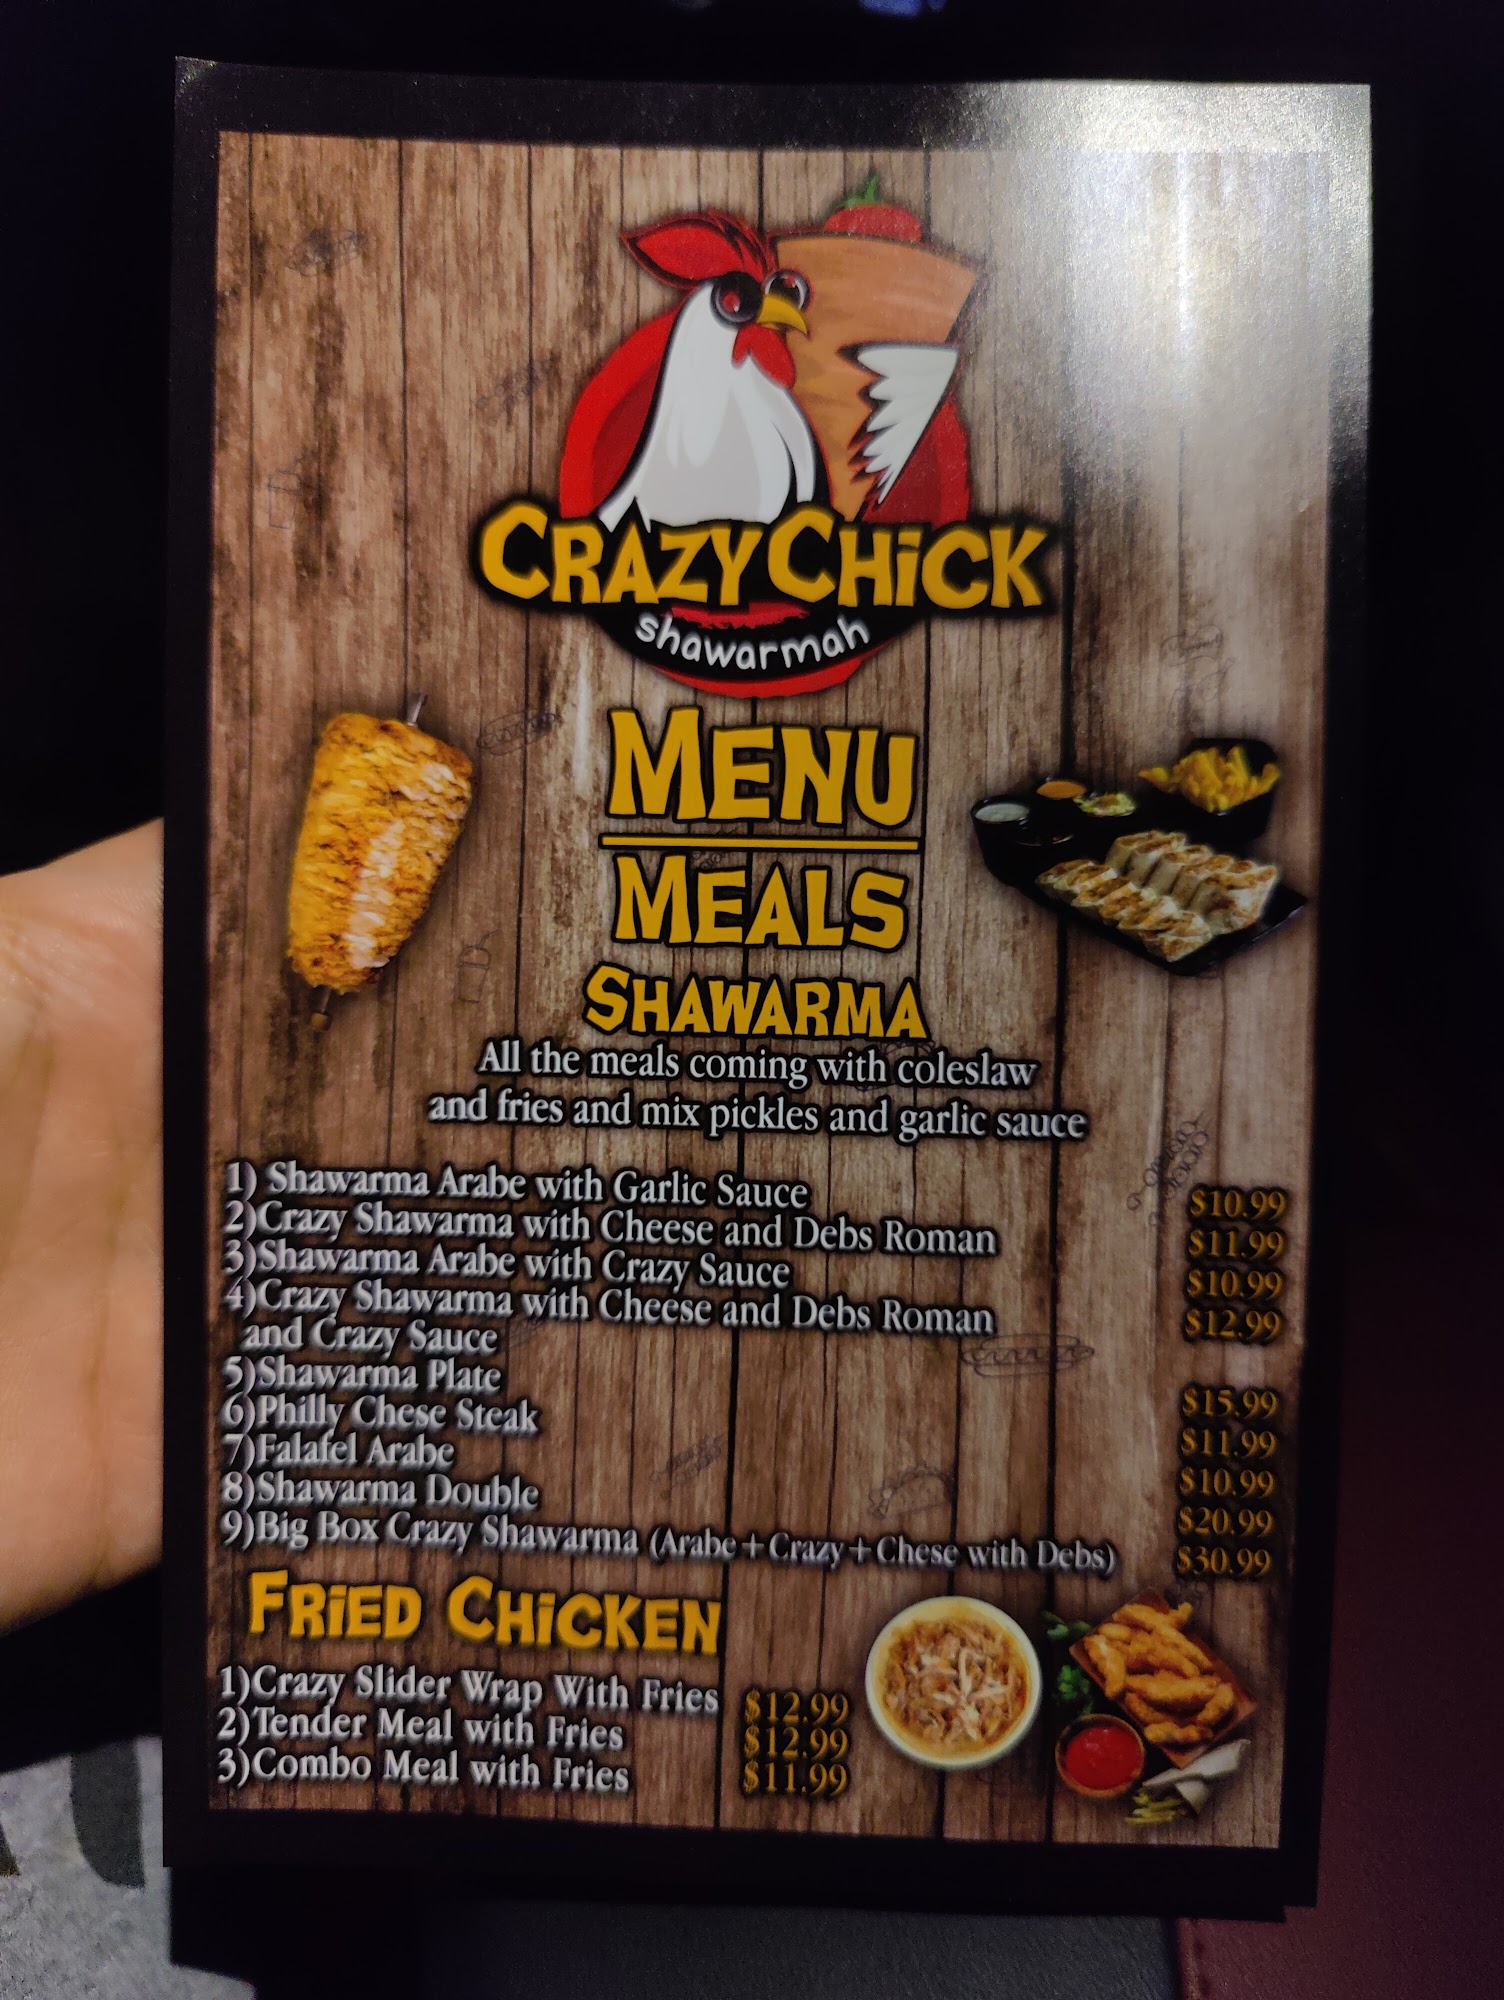 CRAZY CHiCK
shawarmah
MENU
MEALS
SHAWARMA
All the meals coming with coleslaw
and fries and mix pickles and garlic sauce
1) Shawarma Arabe with Garlic Sauce $10.99
2)Crazy Shawarma with Cheese and Debs Roman $11.99
3)Shawarma Arabe with Crazy Sauce $10.99
4)Crazy Shawarma with Cheese and Debs Roman $12.99
and Crazy Sauce
5)Shawarma Plate $15.99
6)Philly Chese Steak $11.99
7)Falafel Arabe $10.99
8)Shawarma Double $20.99
9)Big Box Crazy Shawarma (Arabe+Crazy+Chese with Debs) $30.99
FRiED CHiCKEN
1)Crazy Slider Wrap With Fries $12.99
2)Tender Meal with Fries $12.99
3)Combo Meal with Fries $11.99